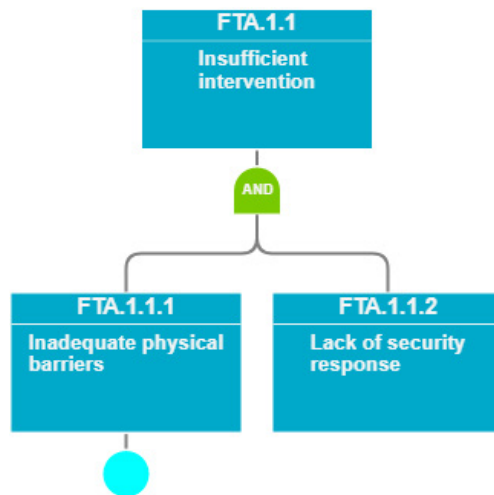 FTA.1.1
Insufficient
intervention
AND
FTA.1.1.1
Inadequate physical
barriers
FTA.1.1.2
Lack of security
response